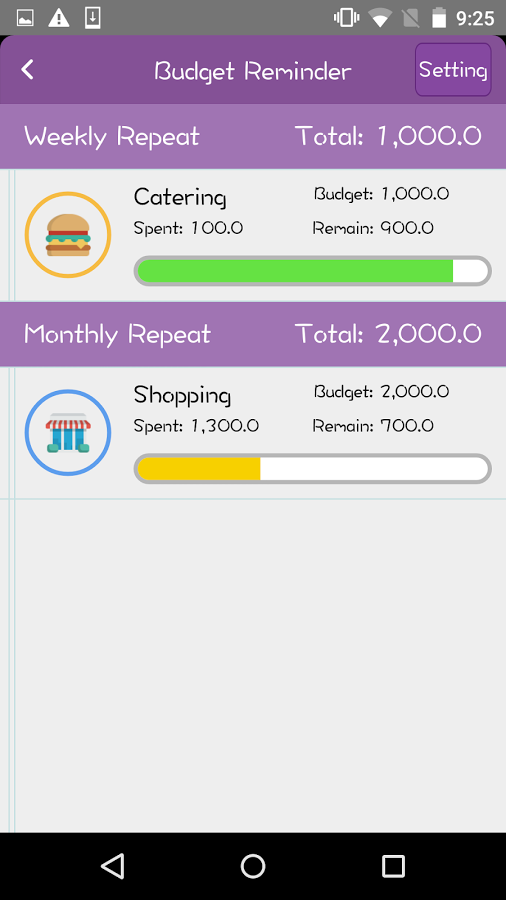 9:25
Budget Reminder
Setting
Weekly Repeat Total: 1,000.0
Catering Budget: 1,000.0
Spent: 100.0 Remain: 900.0
Monthly Repeat Total: 2,000.0
Shopping Budget: 2,000.0
Spent: 1,300.0 Remain: 700.0